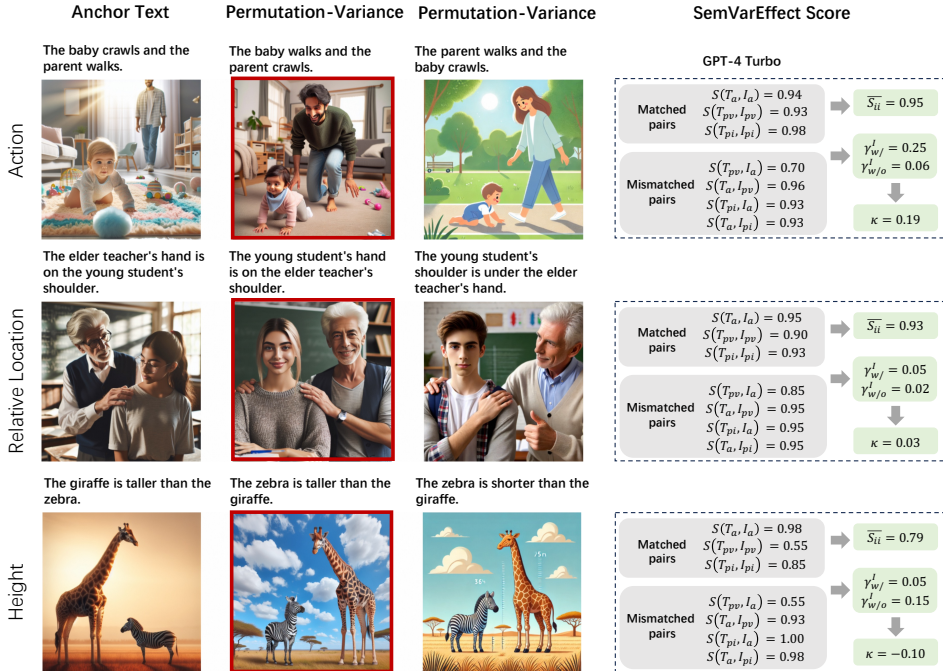 Anchor Text
Permutation-Variance
Permutation-Variance
SemVarEffect Score
GPT-4 Turbo
Action
The baby crawls and the
parent walks.
The baby walks and the
parent crawls.
The parent walks and the
baby crawls.
Matched
pairs
S(T_a, I_a) = 0.94
S(T_pv, I_pv) = 0.93
S(T_pi, I_pi) = 0.98
Mismatched
pairs
S(T_pv, I_a) = 0.70
S(T_a, I_pv) = 0.96
S(T_pi, I_a) = 0.93
S(T_a, I_pi) = 0.93
S̅_ii = 0.95
γ^I_w/ = 0.25
γ^I_w/o = 0.06
κ = 0.19
Relative Location
The elder teacher's hand is
on the young student's
shoulder.
The young student's hand
is on the elder teacher's
shoulder.
The young student's
shoulder is under the elder
teacher's hand.
Matched
pairs
S(T_a, I_a) = 0.95
S(T_pv, I_pv) = 0.90
S(T_pi, I_pi) = 0.93
Mismatched
pairs
S(T_pv, I_a) = 0.85
S(T_a, I_pv) = 0.95
S(T_pi, I_a) = 0.95
S(T_a, I_pi) = 0.95
S̅_ii = 0.93
γ^I_w/ = 0.05
γ^I_w/o = 0.02
κ = 0.03
Height
The giraffe is taller than the
zebra.
The zebra is taller than the
giraffe.
The zebra is shorter than the
giraffe.
Matched
pairs
S(T_a, I_a) = 0.98
S(T_pv, I_pv) = 0.55
S(T_pi, I_pi) = 0.85
Mismatched
pairs
S(T_pv, I_a) = 0.55
S(T_a, I_pv) = 0.93
S(T_pi, I_a) = 1.00
S(T_a, I_pi) = 0.98
S̅_ii = 0.79
γ^I_w/ = 0.05
γ^I_w/o = 0.15
κ = −0.10